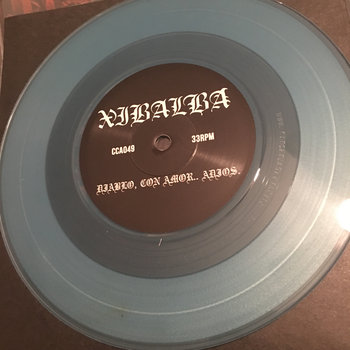 XIBALBA
CCA049 33RPM
DIABLO, CON AMOR.. ADIOS.